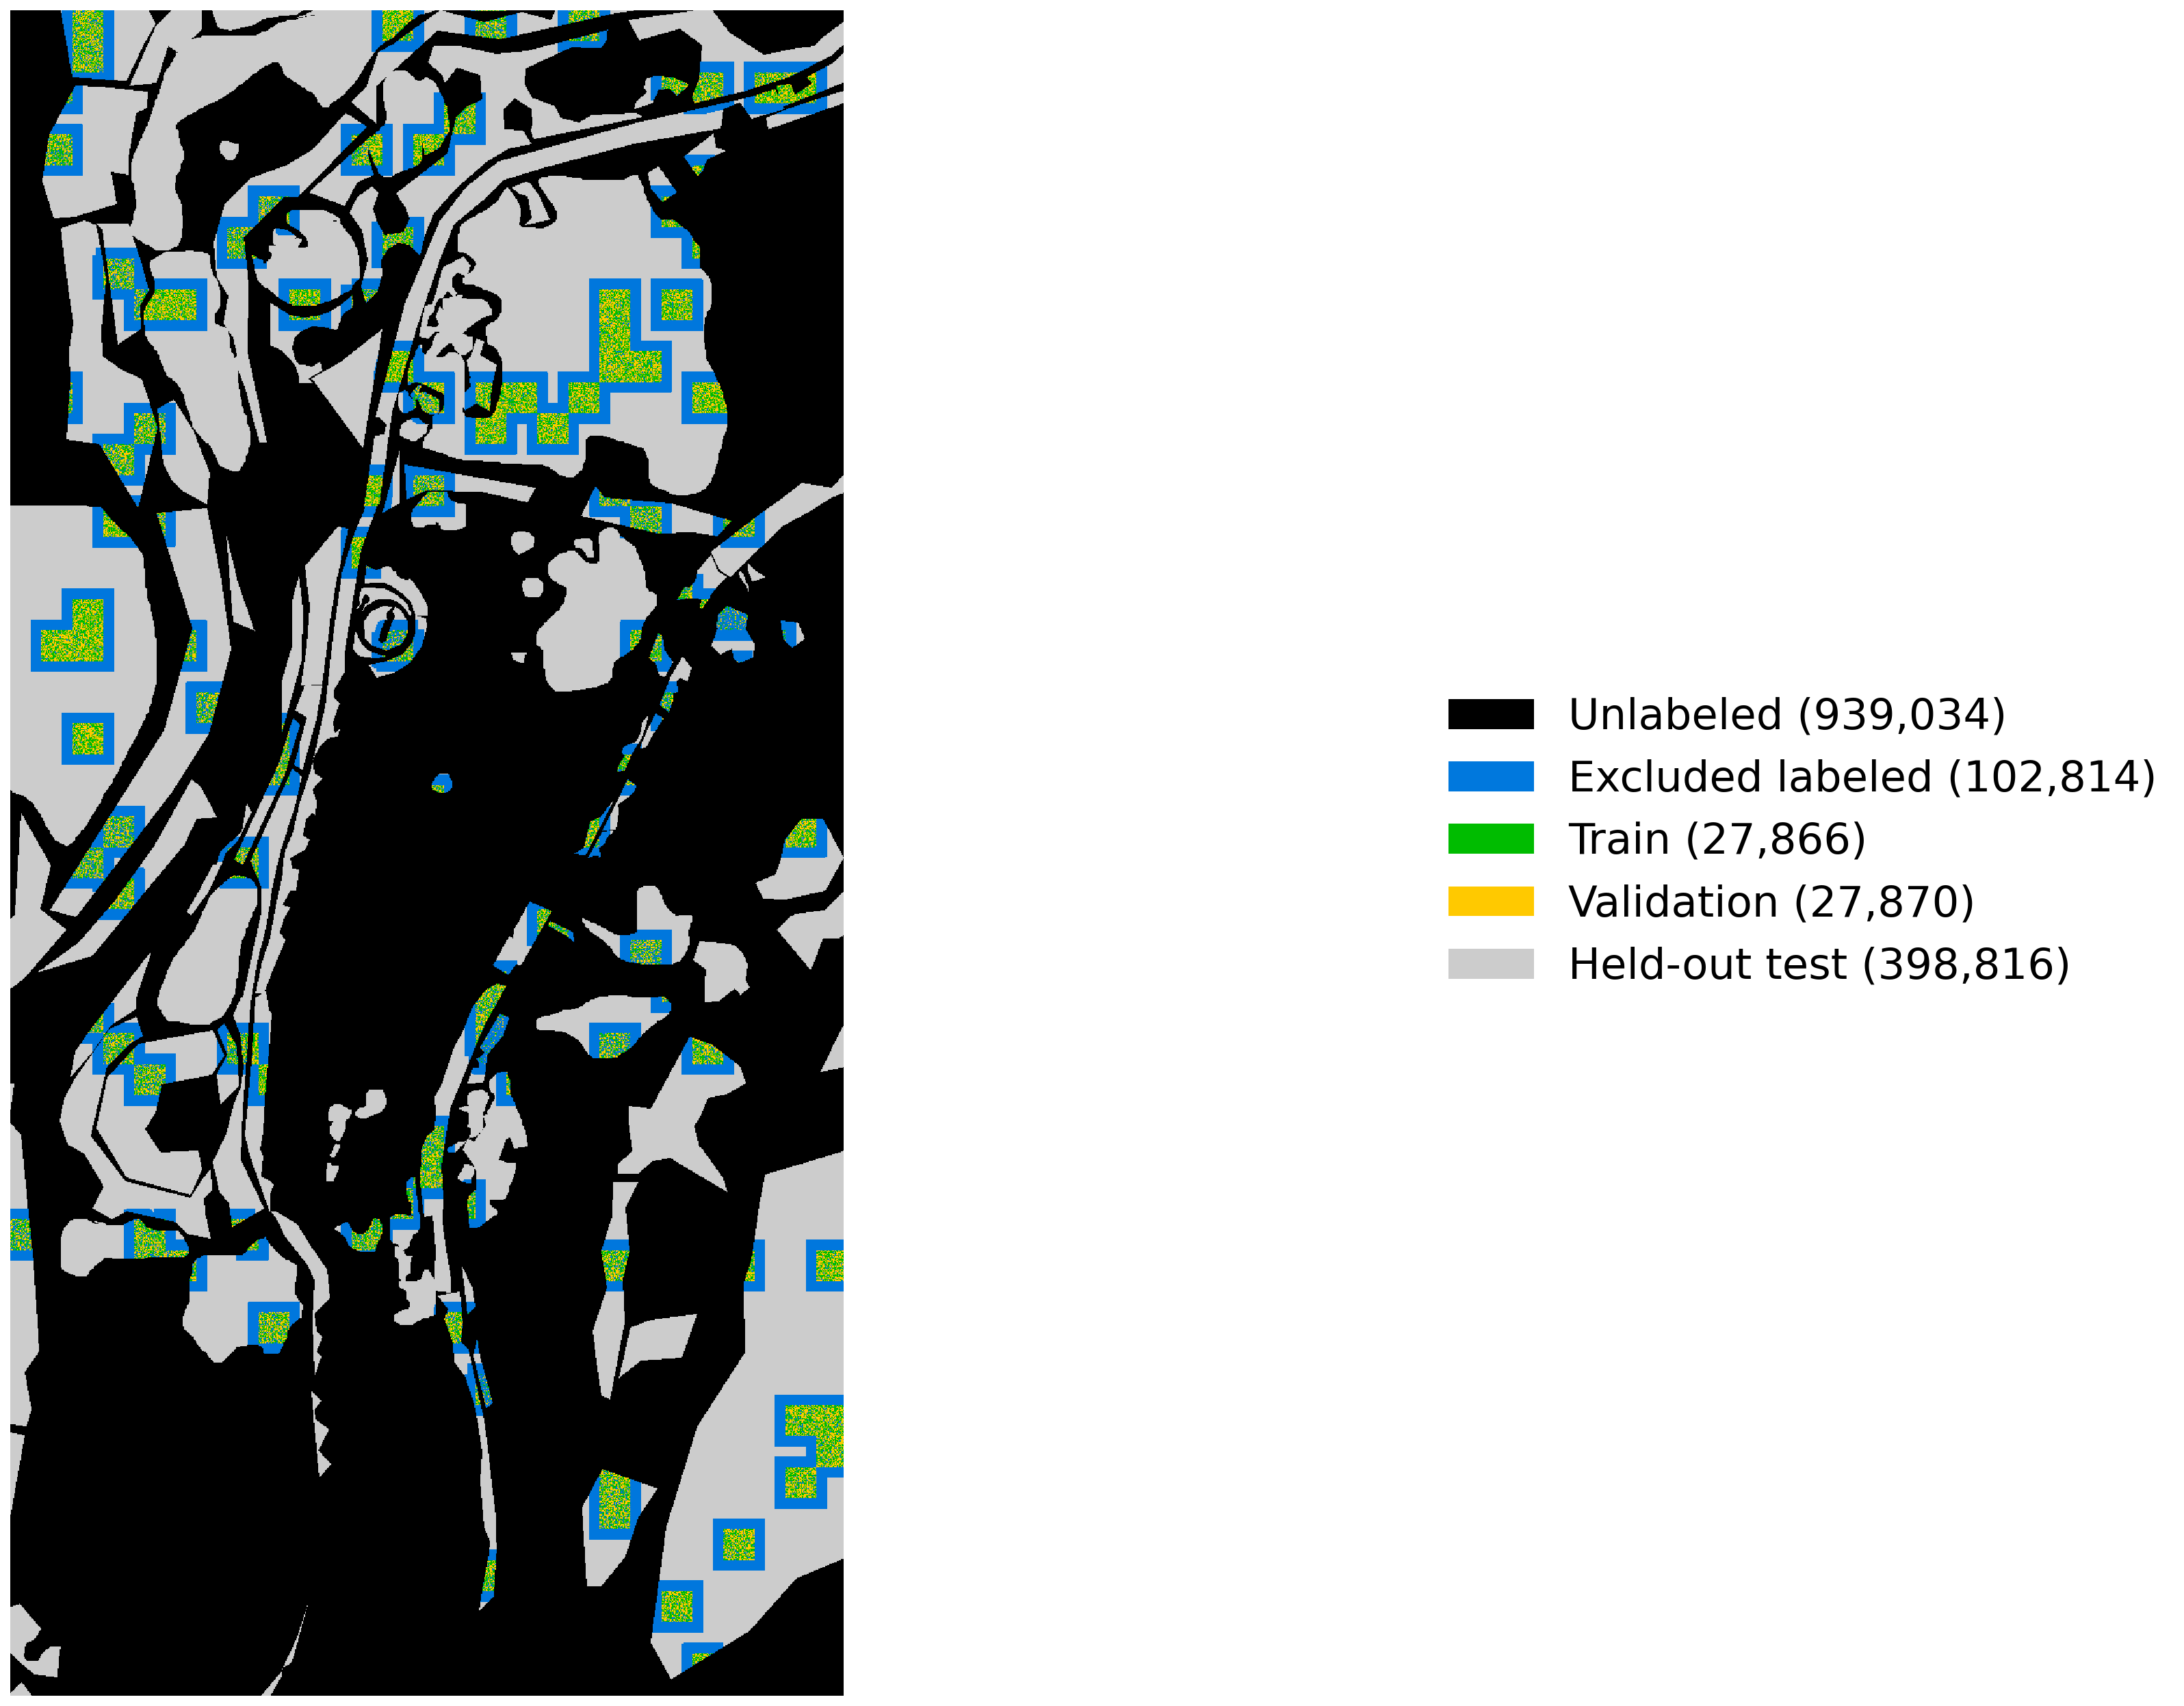 Unlabeled (939,034)
Excluded labeled (102,814)
Train (27,866)
Validation (27,870)
Held-out test (398,816)